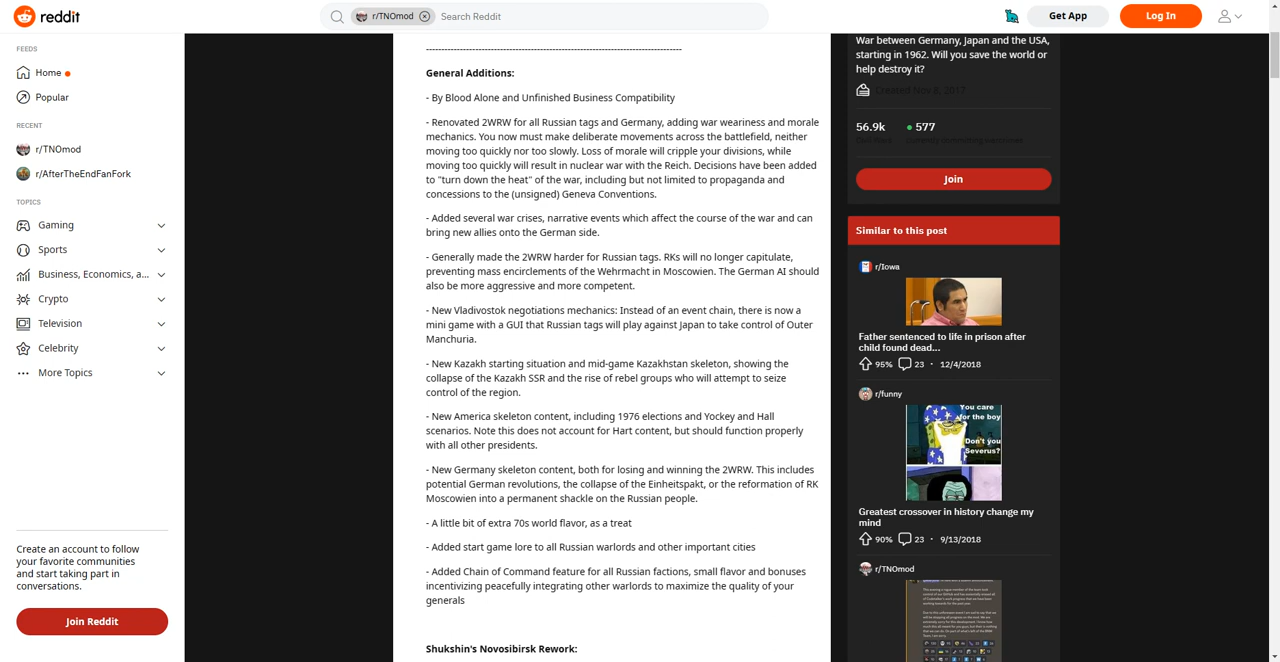 reddit
r/TNOmod
Search Reddit
Get App
Log In
FEEDS
Home
Popular
RECENT
r/TNOmod
r/AfterTheEndFanFork
TOPICS
Gaming
Sports
Business, Economics, a...
Crypto
Television
Celebrity
More Topics
Create an account to follow
your favorite communities
and start taking part in
conversations.
Join Reddit
--------------------------------------------------------------------------------
General Additions:
- By Blood Alone and Unfinished Business Compatibility
- Renovated 2WRW for all Russian tags and Germany, adding war weariness and morale
mechanics. You now must make deliberate movements across the battlefield, neither
moving too quickly nor too slowly. Loss of morale will cripple your divisions, while
moving too quickly will result in nuclear war with the Reich. Decisions have been added
to "turn down the heat" of the war, including but not limited to propaganda and
concessions to the (unsigned) Geneva Conventions.
- Added several war crises, narrative events which affect the course of the war and can
bring new allies onto the German side.
- Generally made the 2WRW harder for Russian tags. RKs will no longer capitulate,
preventing mass encirclements of the Wehrmacht in Moscowien. The German AI should
also be more aggressive and more competent.
- New Vladivostok negotiations mechanics: Instead of an event chain, there is now a
mini game with a GUI that Russian tags will play against Japan to take control of Outer
Manchuria.
- New Kazakh starting situation and mid-game Kazakhstan skeleton, showing the
collapse of the Kazakh SSR and the rise of rebel groups who will attempt to seize
control of the region.
- New America skeleton content, including 1976 elections and Yockey and Hall
scenarios. Note this does not account for Hart content, but should function properly
with all other presidents.
- New Germany skeleton content, both for losing and winning the 2WRW. This includes
potential German revolutions, the collapse of the Einheitspakt, or the reformation of RK
Moscowien into a permanent shackle on the Russian people.
- A little bit of extra 70s world flavor, as a treat
- Added start game lore to all Russian warlords and other important cities
- Added Chain of Command feature for all Russian factions, small flavor and bonuses
incentivizing peacefully integrating other warlords to maximize the quality of your
generals
Shukshin's Novosibirsk Rework:
War between Germany, Japan and the USA,
starting in 1962. Will you save the world or
help destroy it?
Created Nov 8, 2017
56.9k
577
Join
Similar to this post
r/Iowa
Father sentenced to life in prison after
child found dead...
95% 23 · 12/4/2018
r/funny
You care
for the boy
Don't you
Severus?
Greatest crossover in history change my
mind
90% 23 · 9/13/2018
r/TNOmod